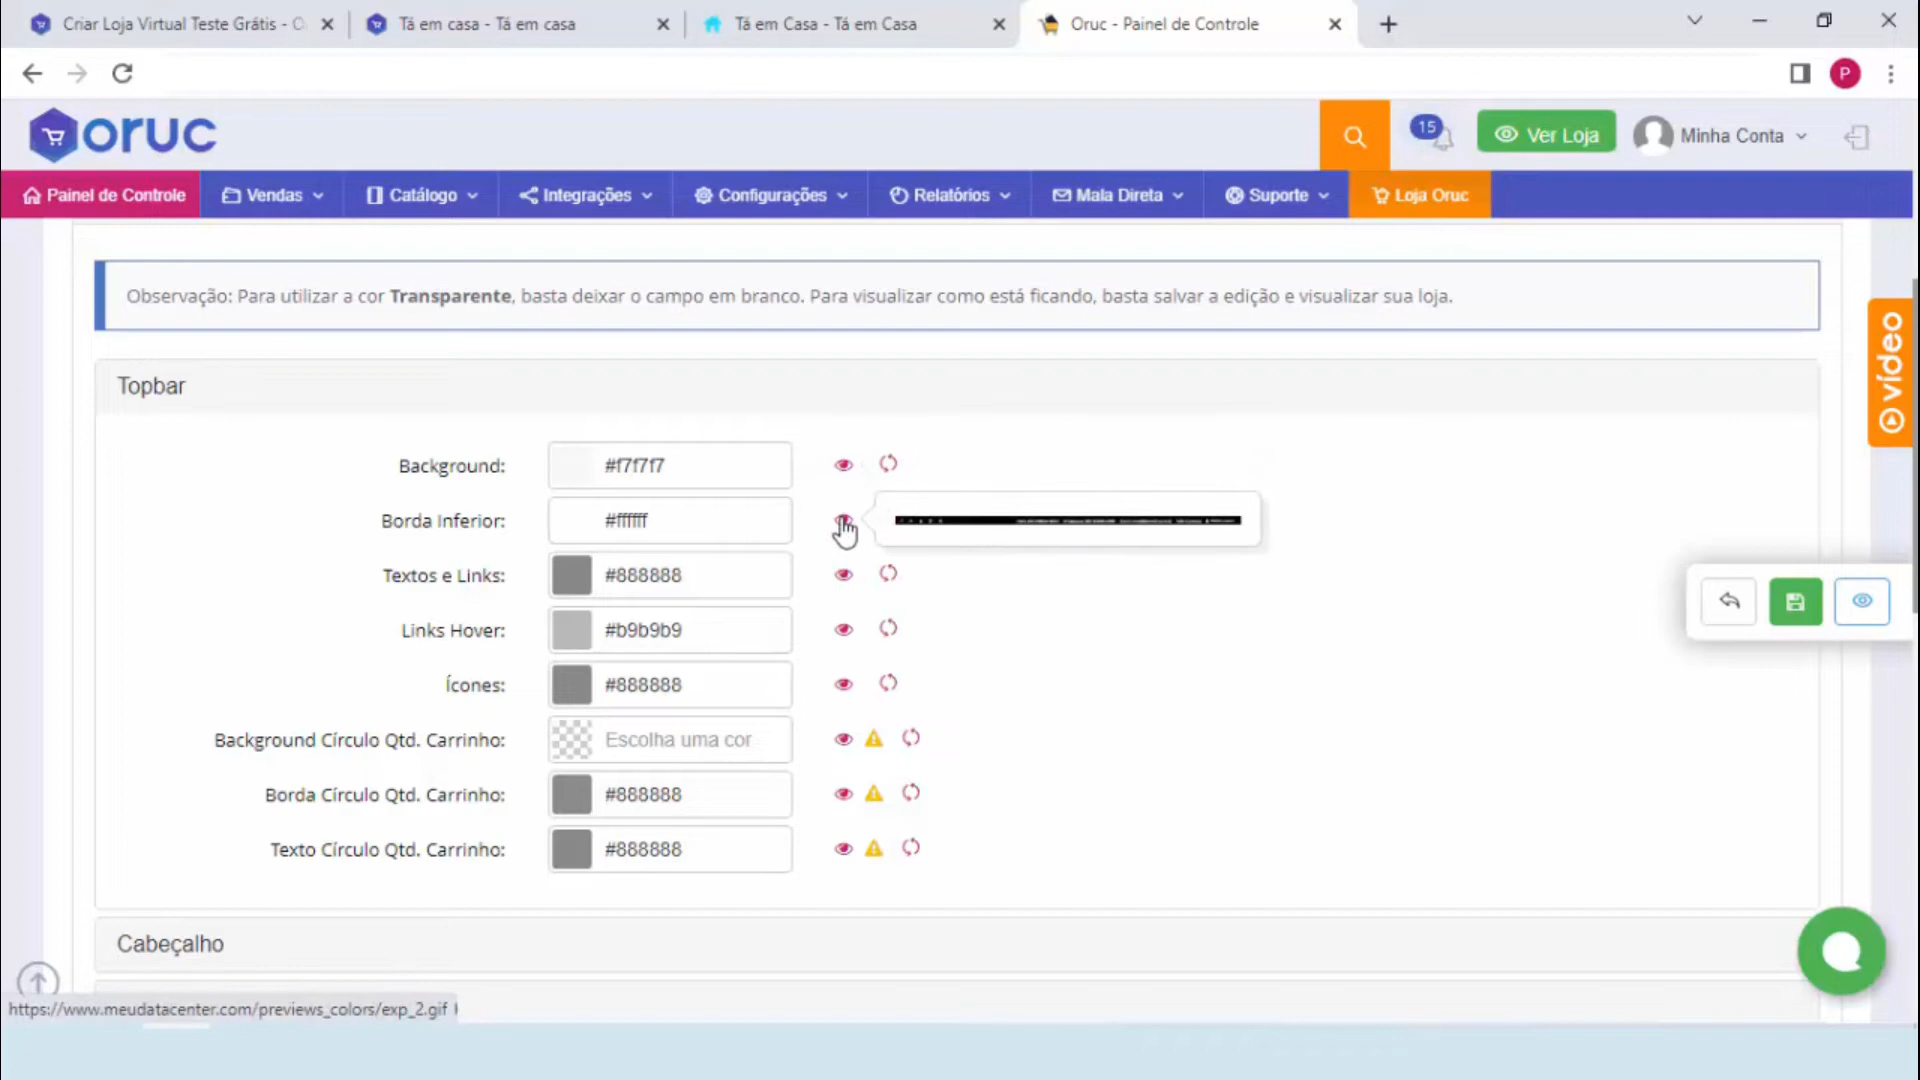 Criar Loja Virtual Teste Grátis - O
Tá em casa - Tá em casa
Tá em Casa - Tá em Casa
Oruc - Painel de Controle
P
oruc
15
Ver Loja
Minha Conta
Painel de Controle
Vendas
Catálogo
Integrações
Configurações
Relatórios
Mala Direta
Suporte
Loja Oruc
Observação: Para utilizar a cor Transparente, basta deixar o campo em branco. Para visualizar como está ficando, basta salvar a edição e visualizar sua loja.
vídeo
Topbar
Background: #f7f7f7
Borda Inferior: #ffffff
Textos e Links: #888888
Links Hover: #b9b9b9
Ícones: #888888
Background Círculo Qtd. Carrinho: Escolha uma cor
Borda Círculo Qtd. Carrinho: #888888
Texto Círculo Qtd. Carrinho: #888888
Cabeçalho
https://www.meudatacenter.com/previews_colors/exp_2.gif